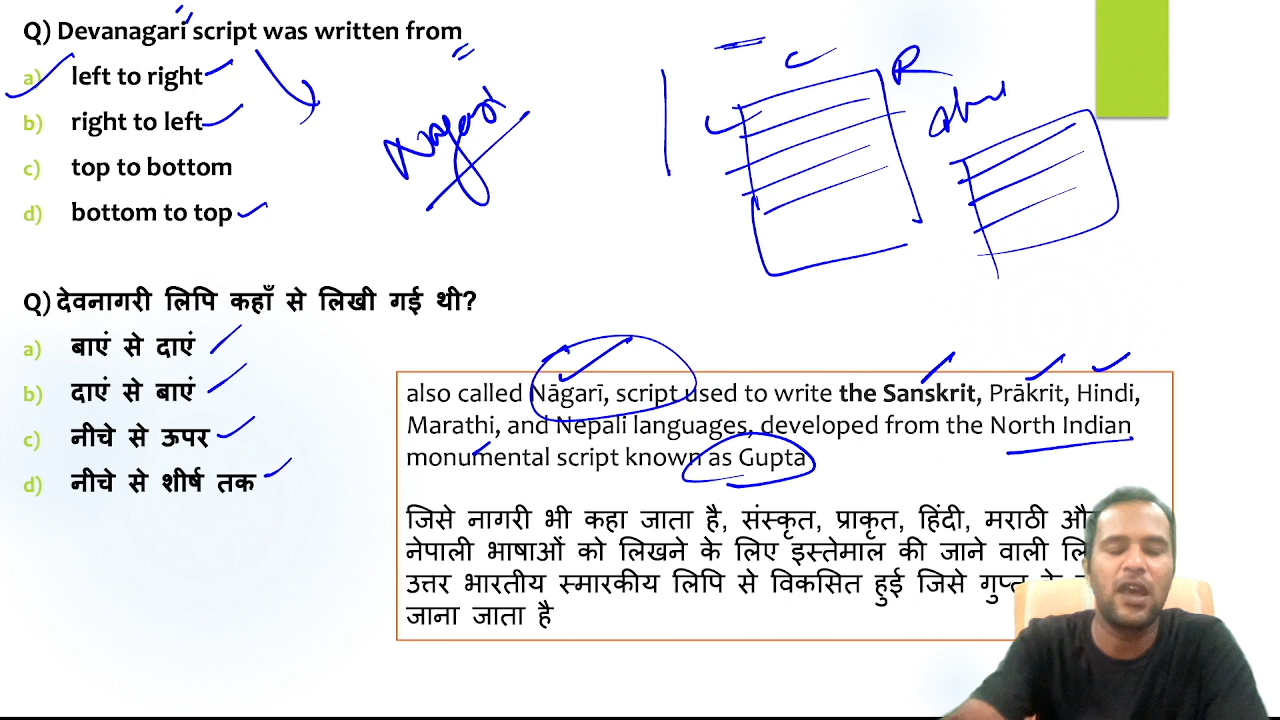 Q) Devanagari script was written from
a) left to right
b) right to left
c) top to bottom
d) bottom to top
Nagari
L
R
Q) देवनागरी लिपि कहाँ से लिखी गई थी?
a) बाएं से दाएं
b) दाएं से बाएं
c) नीचे से ऊपर
d) नीचे से शीर्ष तक
also called Nāgarī, script used to write the Sanskrit, Prākrit, Hindi,
Marathi, and Nepali languages, developed from the North Indian
monumental script known as Gupta
जिसे नागरी भी कहा जाता है, संस्कृत, प्राकृत, हिंदी, मराठी
नेपाली भाषाओं को लिखने के लिए इस्तेमाल की जाने वाली
उत्तर भारतीय स्मारकीय लिपि से विकसित हुई जिसे गुप्त
जाना जाता है